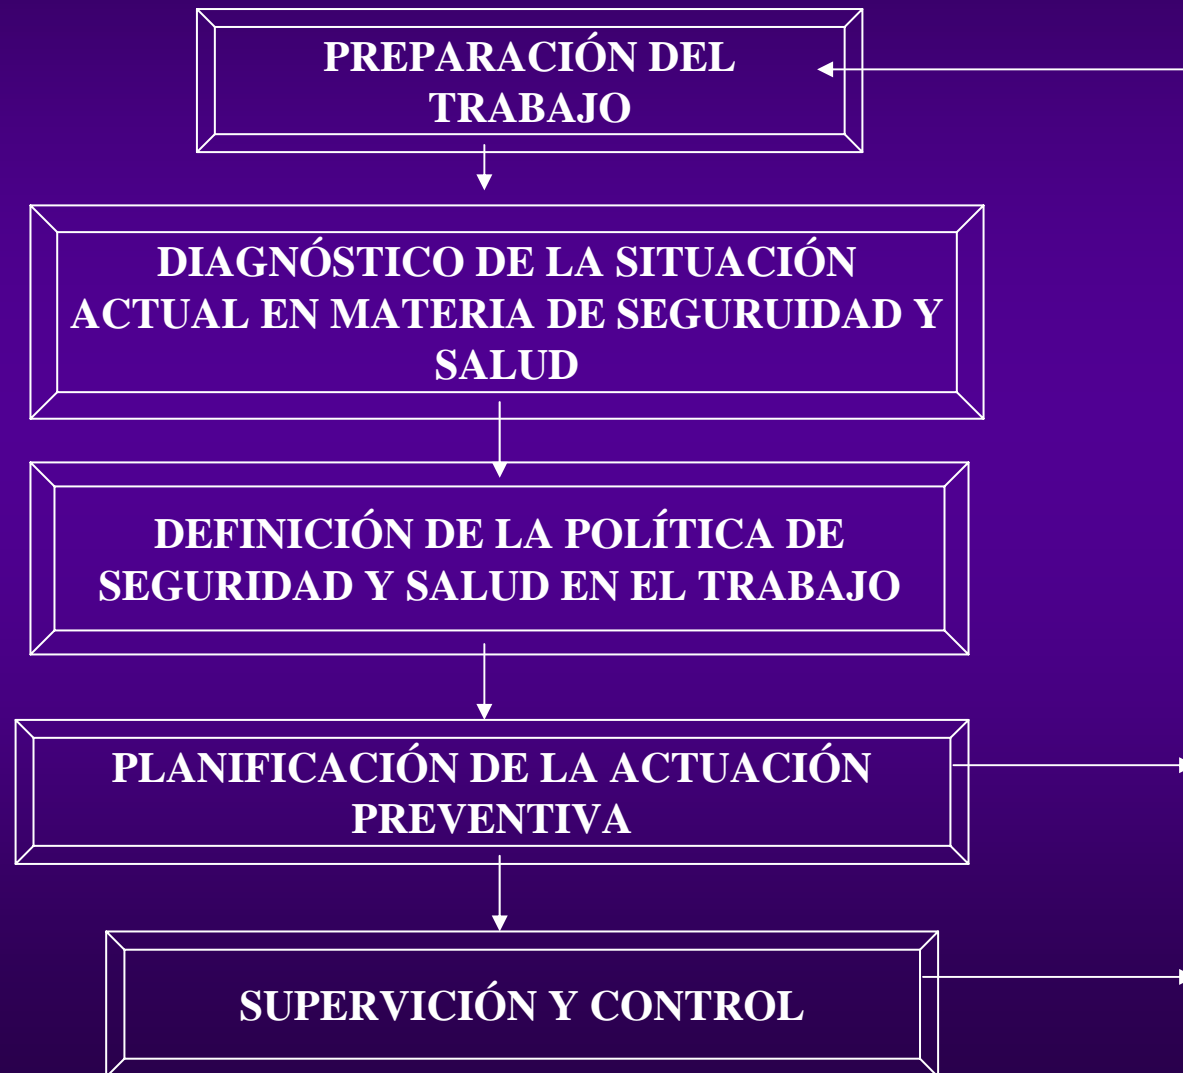 PREPARACIÓN DEL
TRABAJO
DIAGNÓSTICO DE LA SITUACIÓN
ACTUAL EN MATERIA DE SEGURUIDAD Y
SALUD
DEFINICIÓN DE LA POLÍTICA DE
SEGURIDAD Y SALUD EN EL TRABAJO
PLANIFICACIÓN DE LA ACTUACIÓN
PREVENTIVA
SUPERVICIÓN Y CONTROL